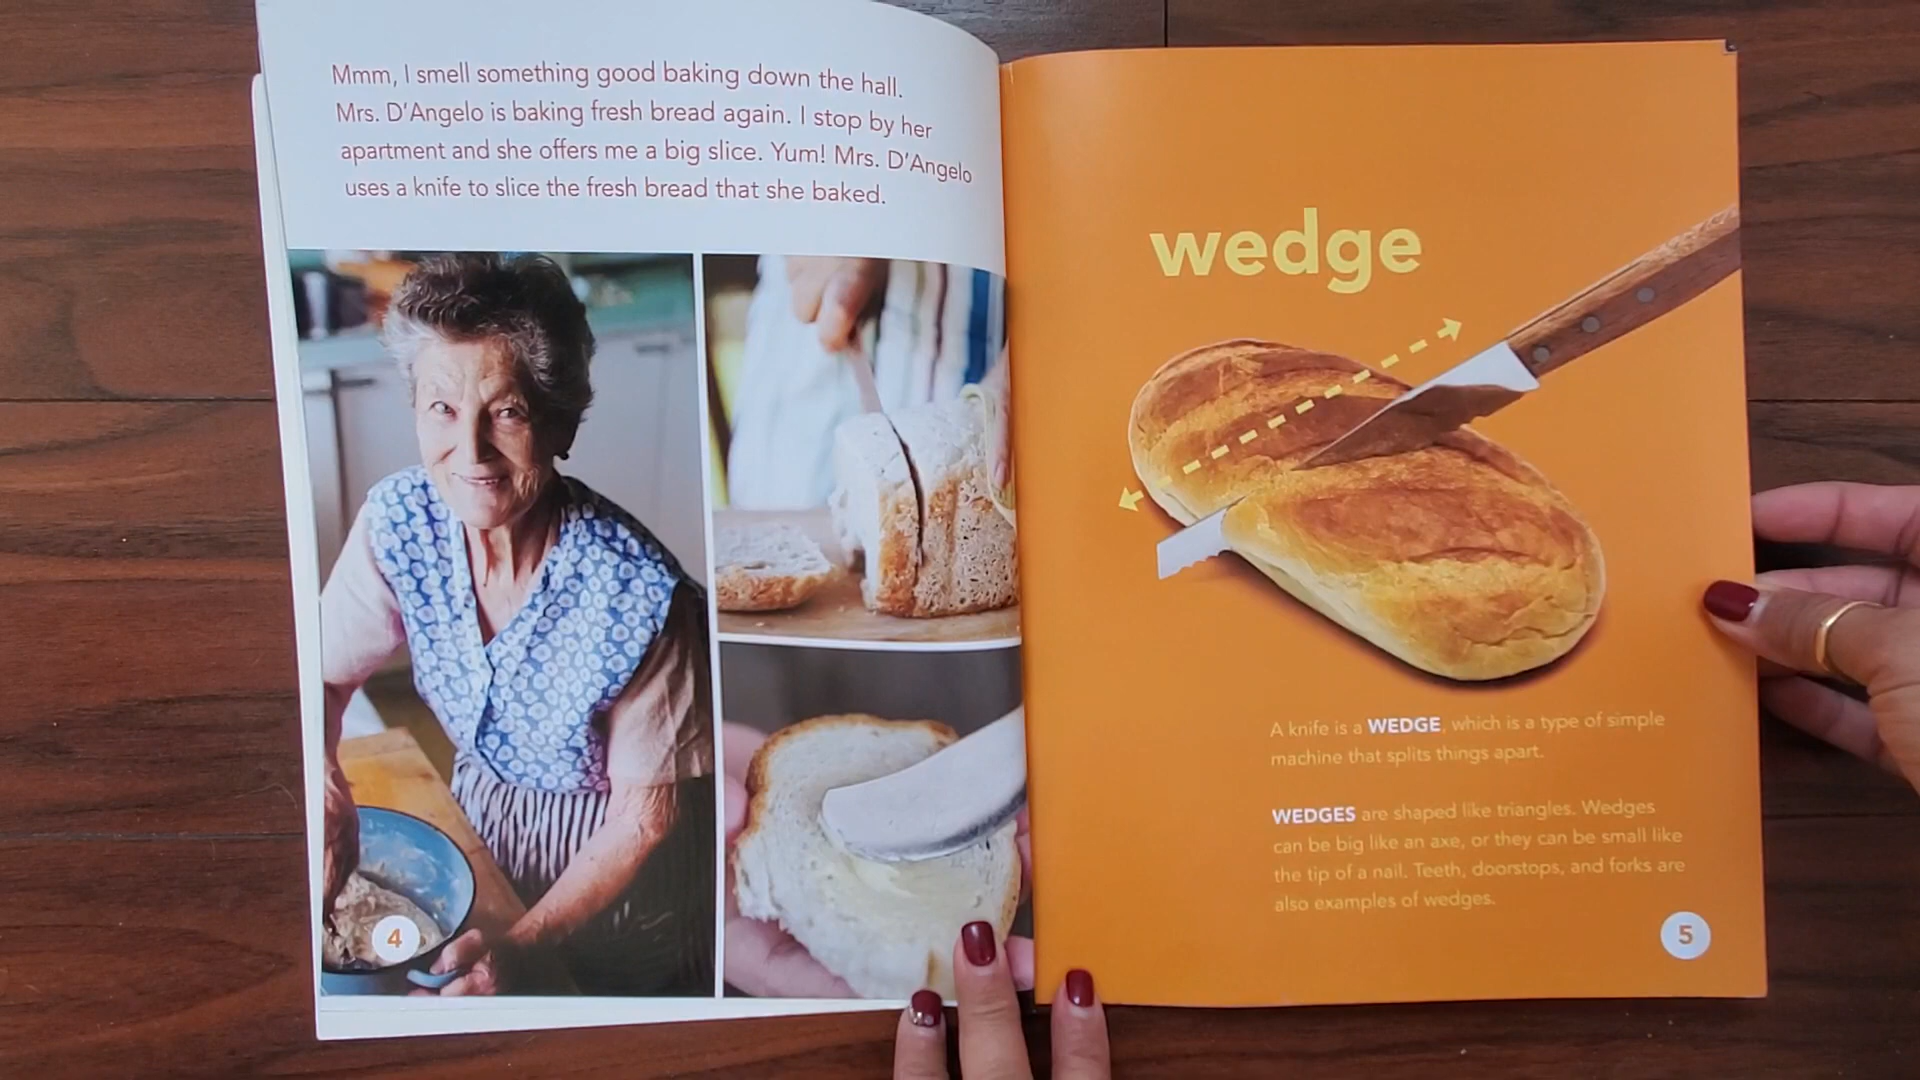 Mmm, I smell something good baking down the hall.
Mrs. D'Angelo is baking fresh bread again. I stop by her
apartment and she offers me a big slice. Yum! Mrs. D'Angelo
uses a knife to slice the fresh bread that she baked.
4
wedge
A knife is a WEDGE, which is a type of simple
machine that splits things apart.
WEDGES are shaped like triangles. Wedges
can be big like an axe, or they can be small like
the tip of a nail. Teeth, doorstops, and forks are
also examples of wedges.
5